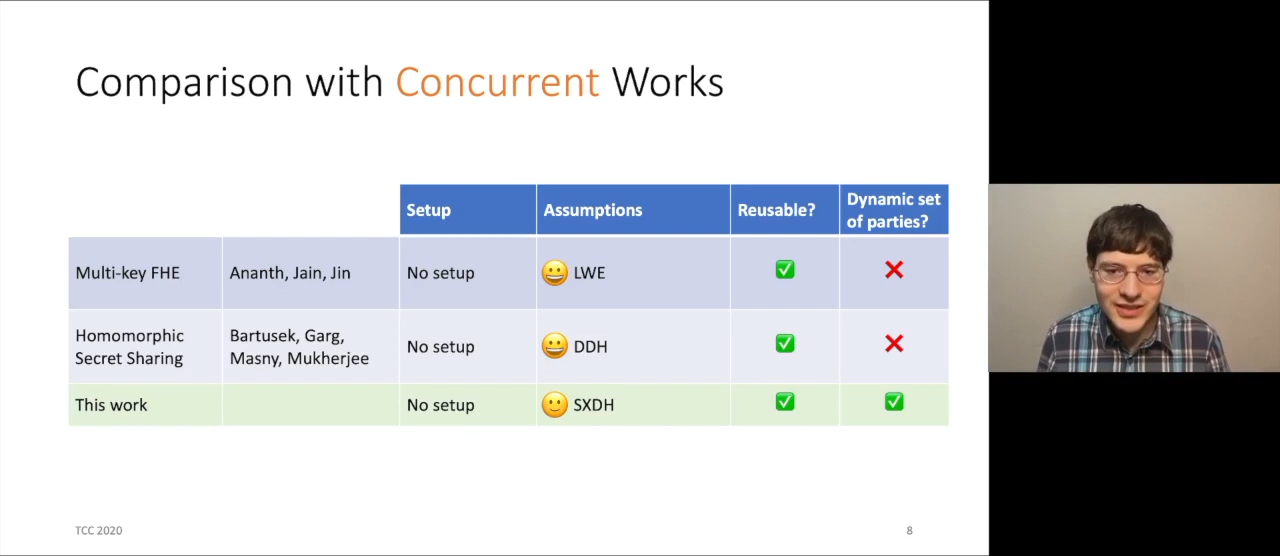 Comparison with Concurrent Works
Setup
Assumptions
Reusable?
Dynamic set
of parties?
Multi-key FHE
Ananth, Jain, Jin
No setup
LWE
Homomorphic
Secret Sharing
Bartusek, Garg,
Masny, Mukherjee
No setup
DDH
This work
No setup
SXDH
TCC 2020
8